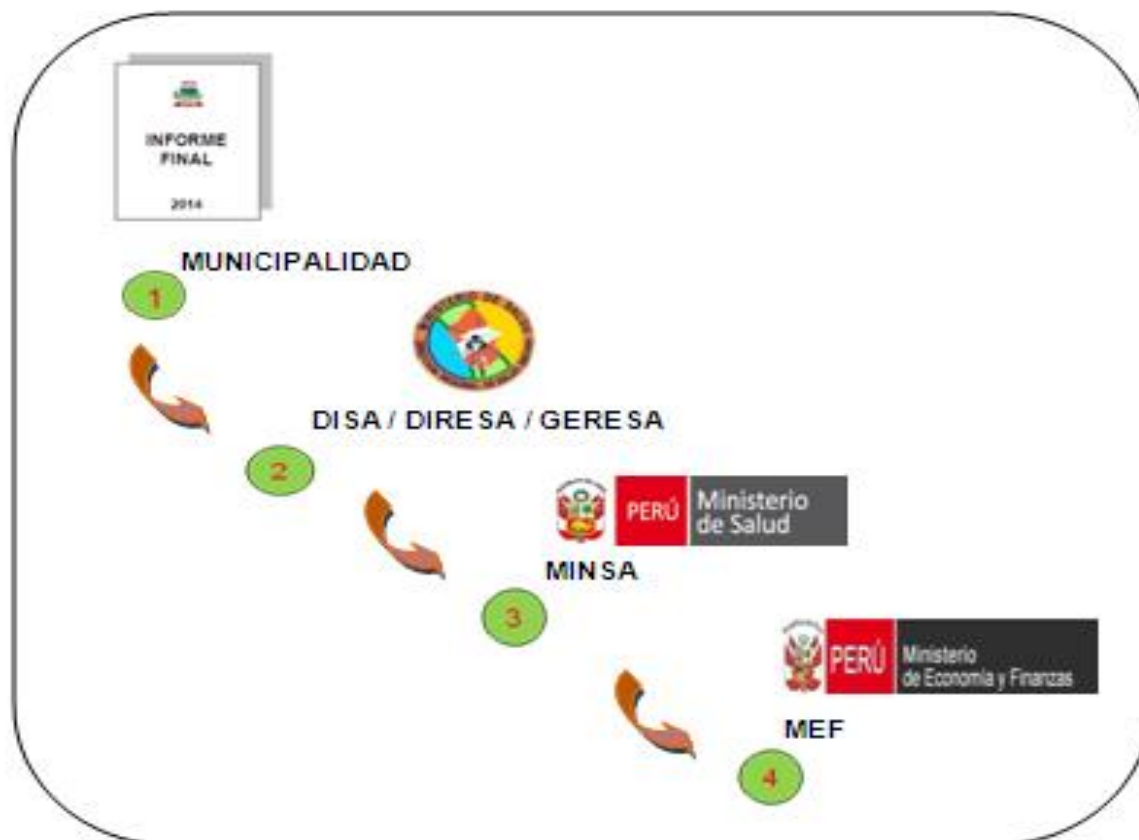 INFORME
FINAL
2014
MUNICIPALIDAD
1
DISA / DIRESA / GERESA
2
PERÚ
Ministerio
de Salud
MINSA
3
PERÚ
Ministerio
de Economía y Finanzas
MEF
4